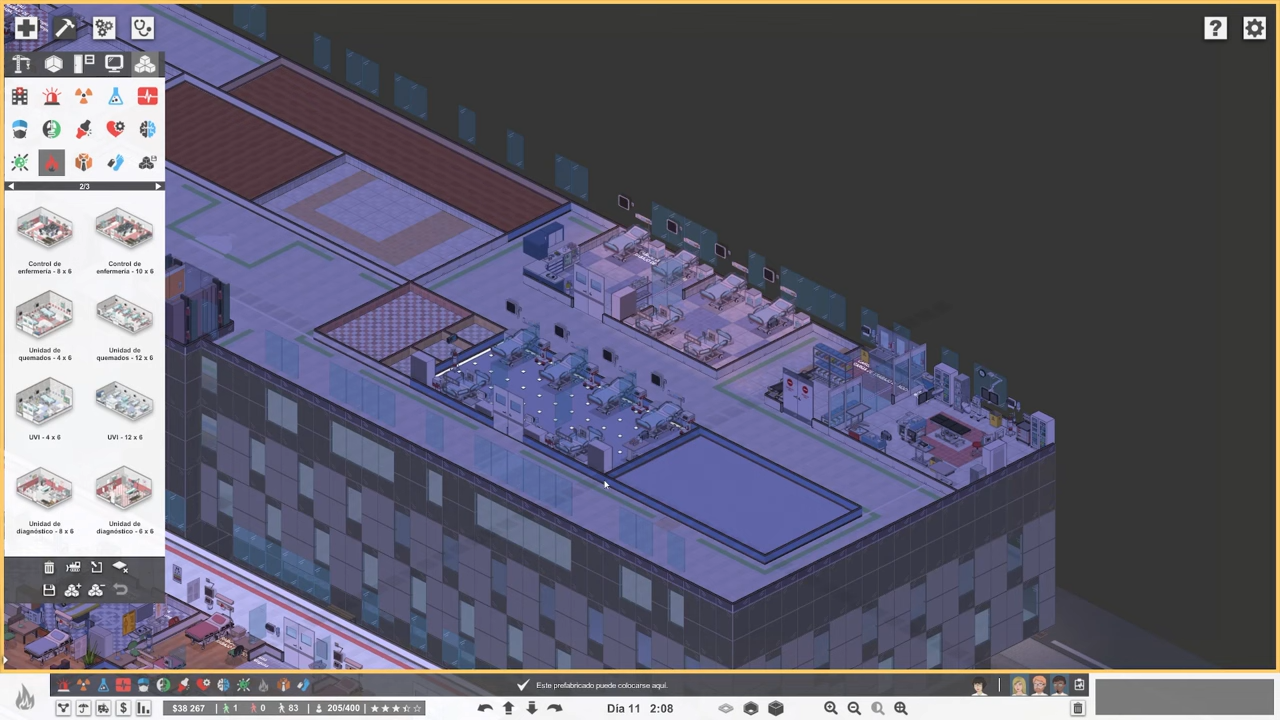 ?
2/3
Control de
enfermería - 8 x 6
Control de
enfermería - 10 x 6
Unidad de
quemados - 4 x 6
Unidad de
quemados - 12 x 6
UVI - 4 x 6
UVI - 12 x 6
Unidad de
diagnóstico - 8 x 6
Unidad de
diagnóstico - 6 x 6
Este prefabricado puede colocarse aquí.
$38 267
1
0
83
205/400
Día 11 2:08